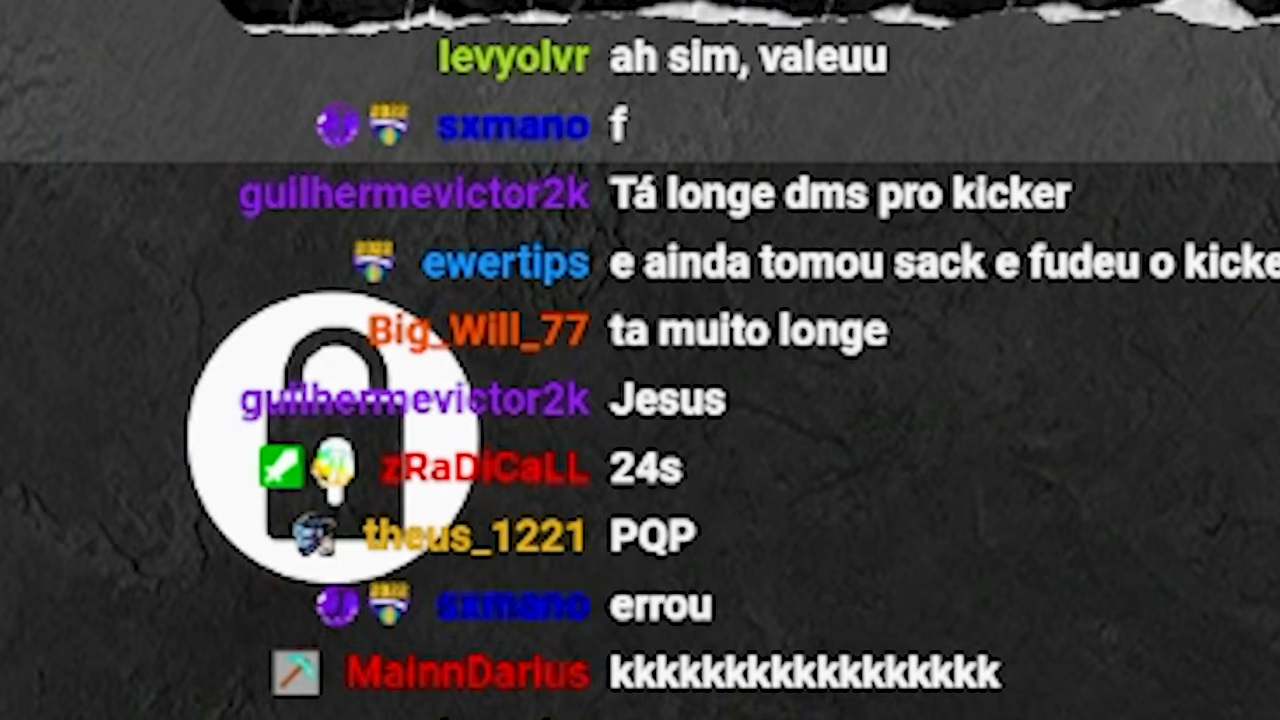 levyolvr ah sim, valeuu
sxmano f
guilhermevictor2k Tá longe dms pro kicker
ewertips e ainda tomou sack e fudeu o kicke
Big_Will_77 ta muito longe
guilhermevictor2k Jesus
zRaDiCaLL 24s
theus_1221 PQP
sxmano errou
MainnDarius kkkkkkkkkkkkkkkkk